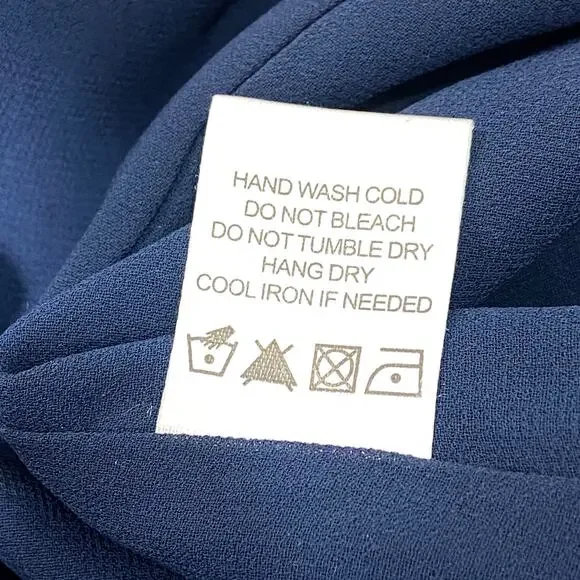 HAND WASH COLD
DO NOT BLEACH
DO NOT TUMBLE DRY
HANG DRY
COOL IRON IF NEEDED